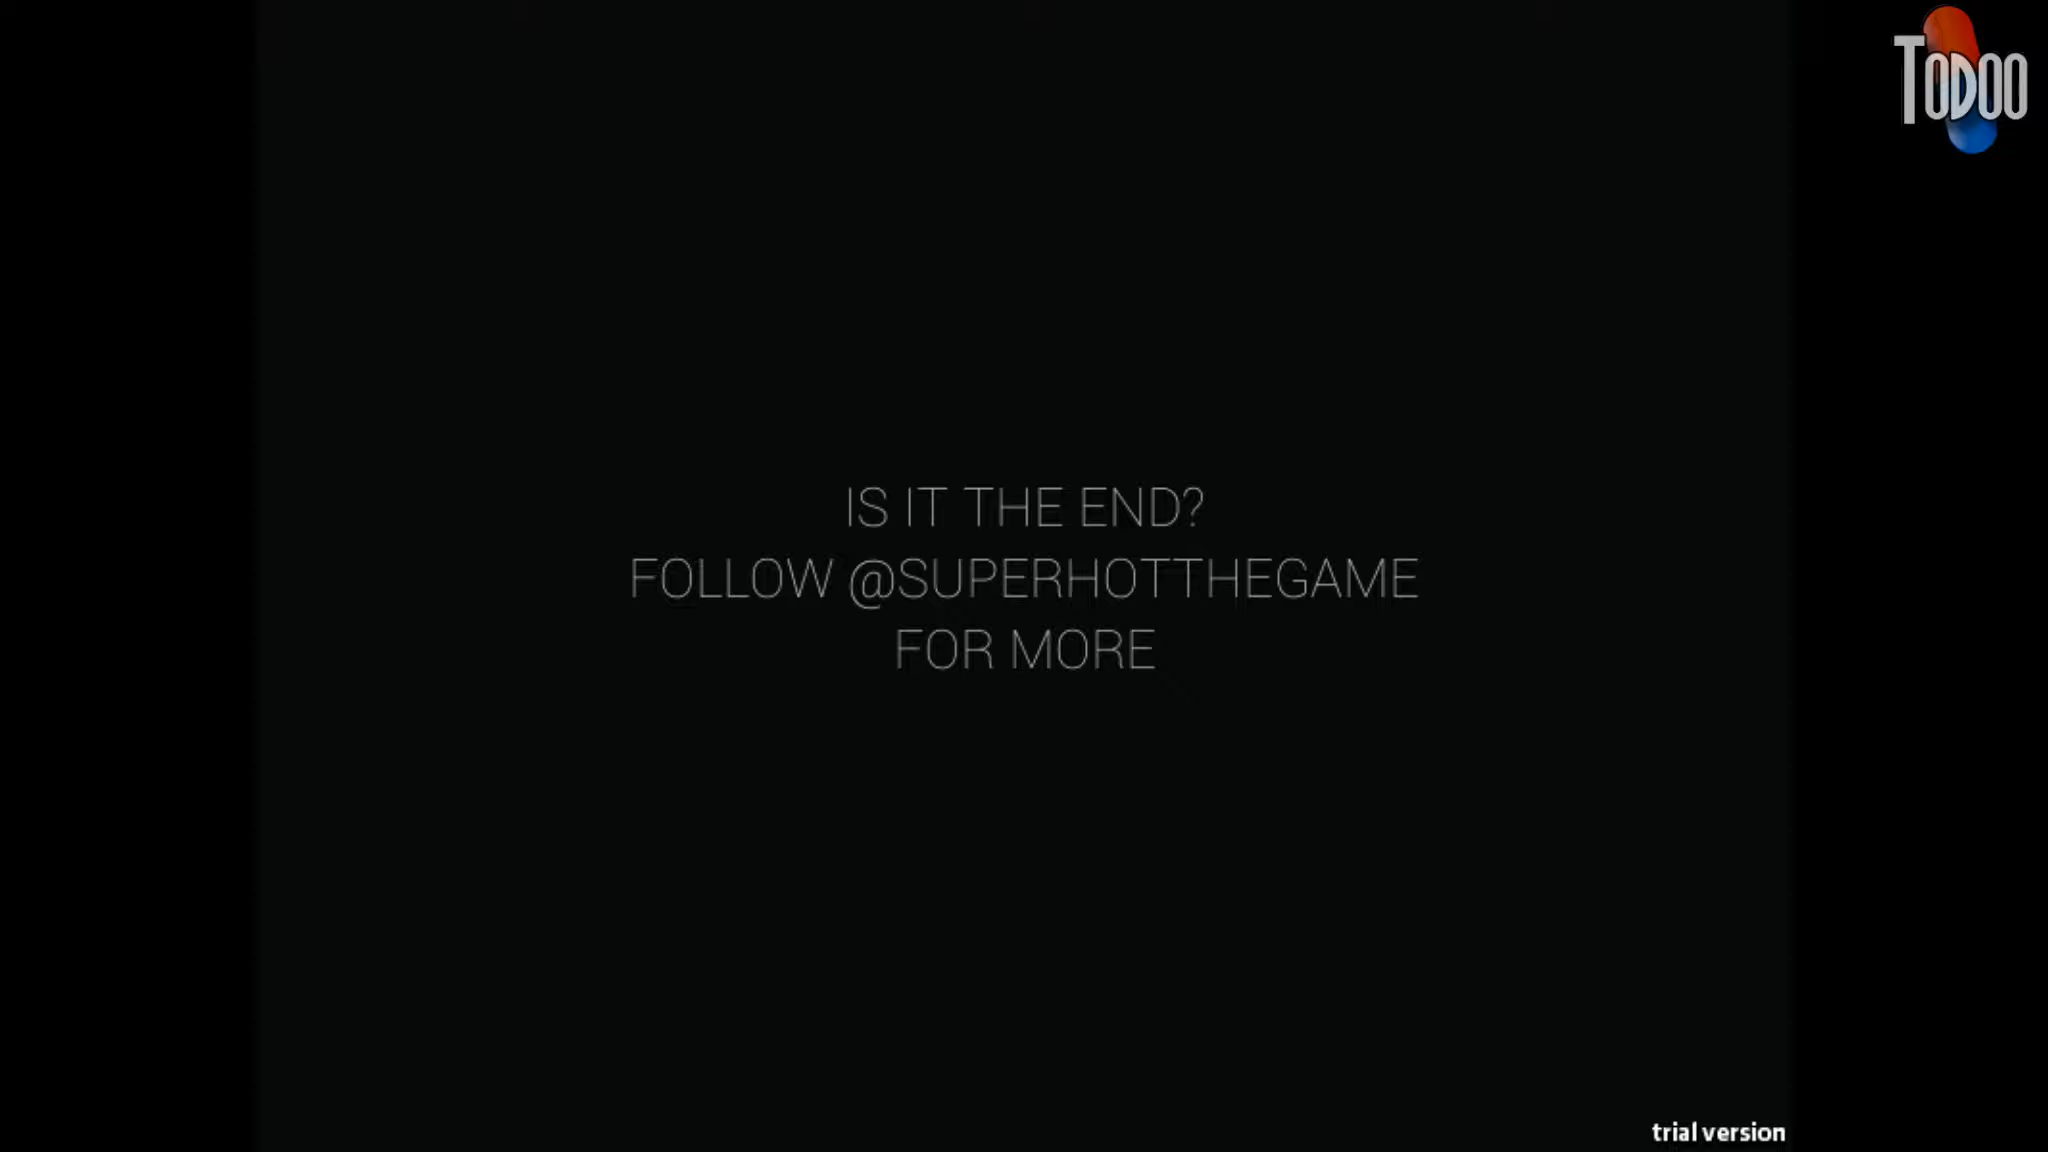 TODOO
IS IT THE END?
FOLLOW @SUPERHOTTHEGAME
FOR MORE
trial version